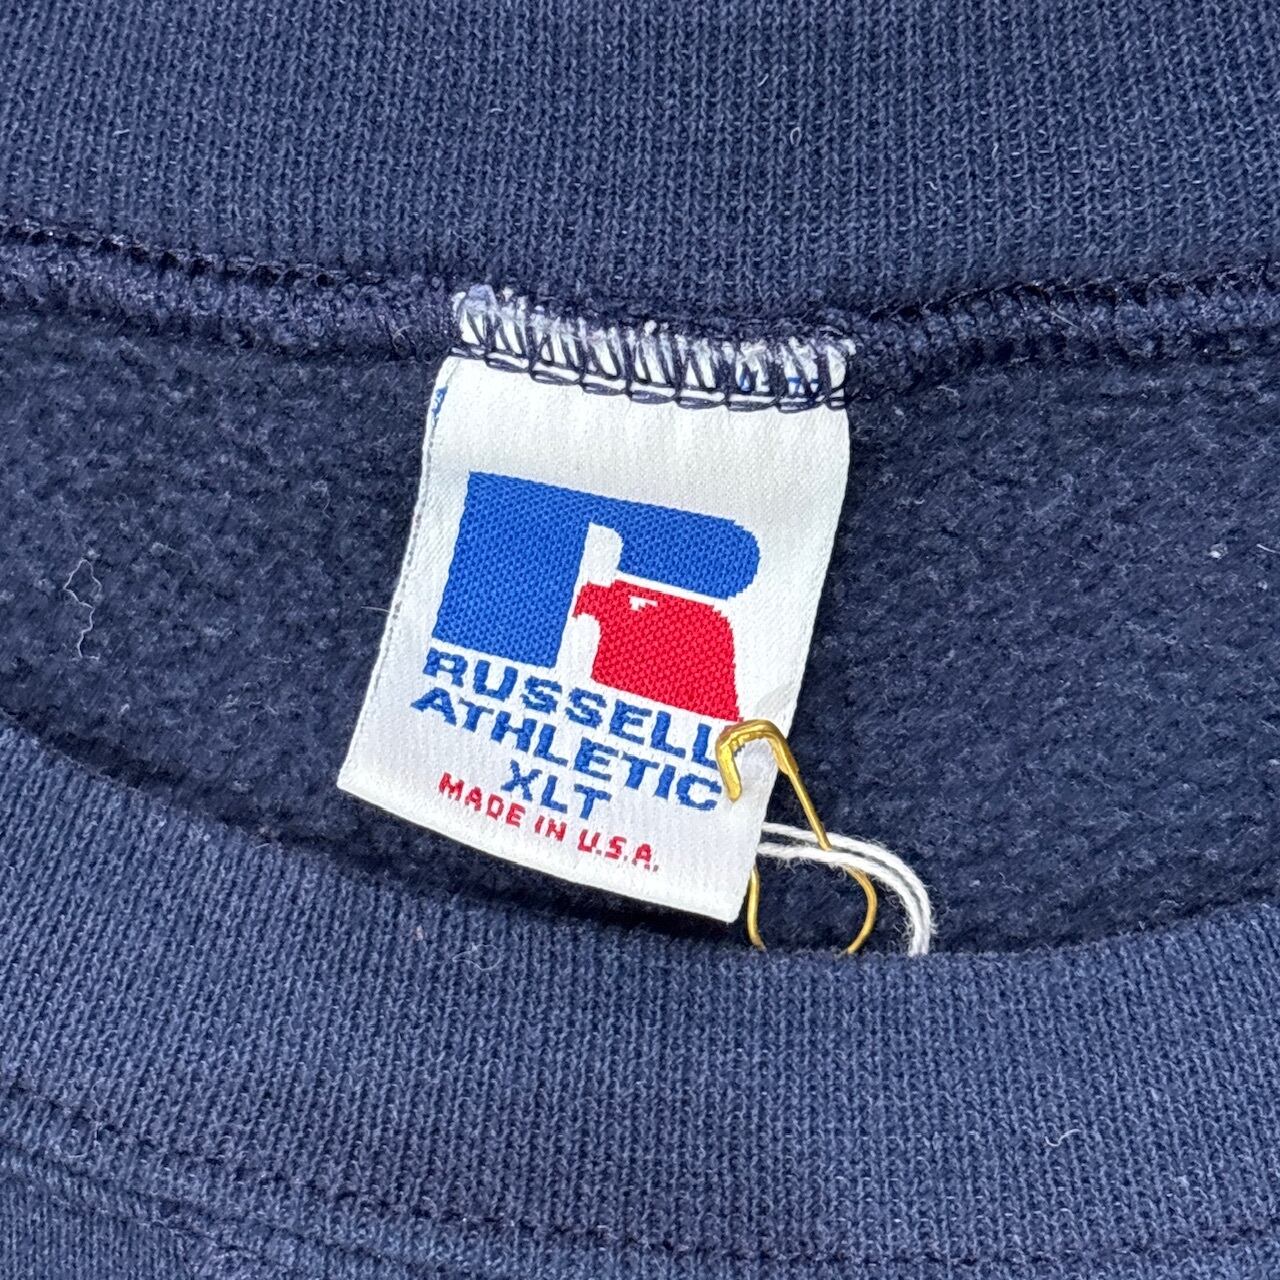 RUSSELL
ATHLETIC
XLT
MADE IN U.S.A.